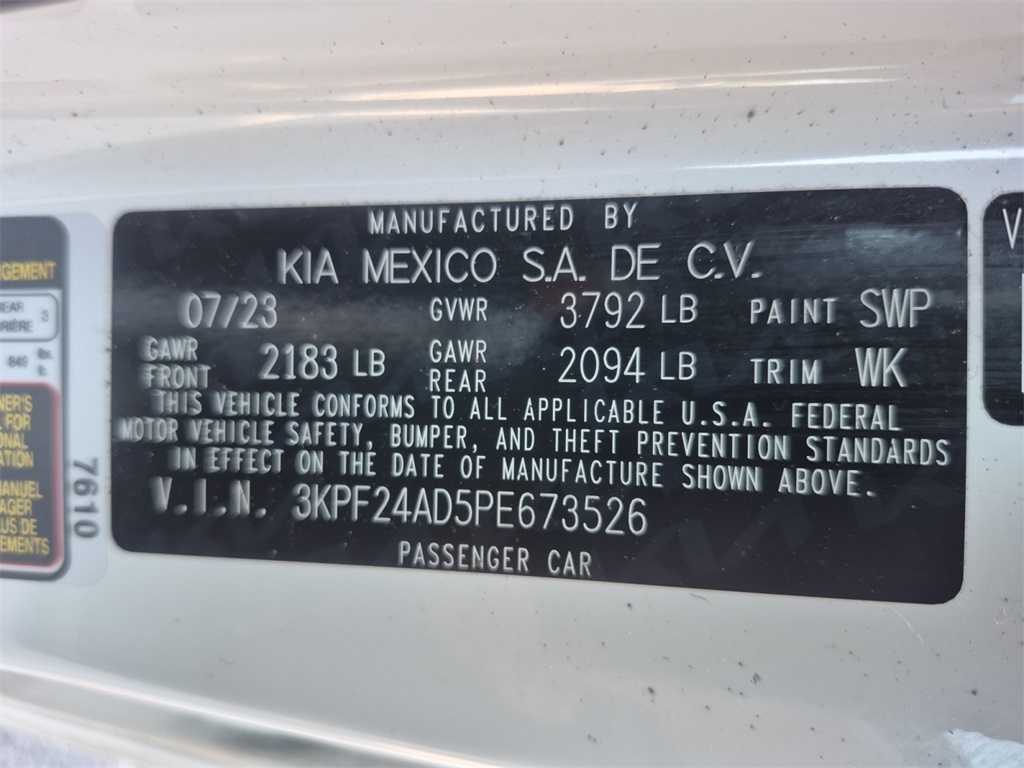 MANUFACTURED BY
KIA MEXICO S.A. DE C.V.
07/23 GVWR 3792 LB PAINT SWP
GAWR FRONT 2183 LB GAWR REAR 2094 LB TRIM WK
THIS VEHICLE CONFORMS TO ALL APPLICABLE U.S.A. FEDERAL
MOTOR VEHICLE SAFETY, BUMPER, AND THEFT PREVENTION STANDARDS
IN EFFECT ON THE DATE OF MANUFACTURE SHOWN ABOVE.
V.I.N. 3KPF24AD5PE673526
PASSENGER CAR
7610